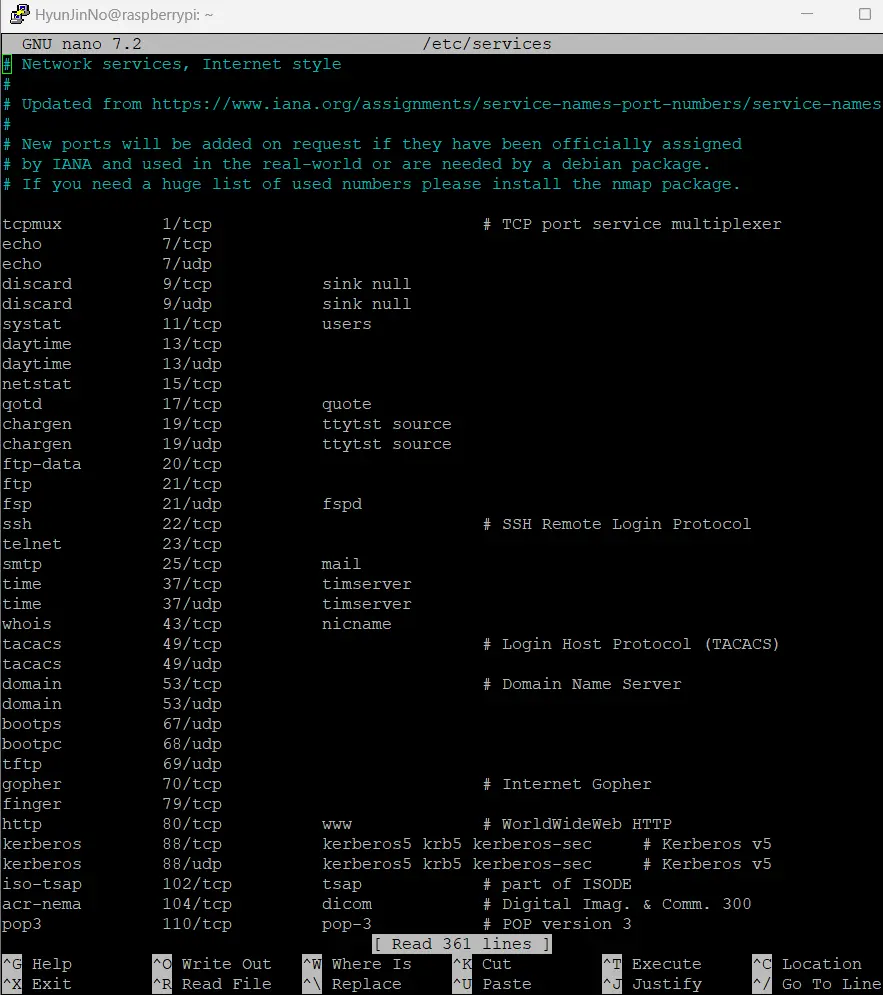 HyunJinNo@raspberrypi: ~
GNU nano 7.2 /etc/services
# Network services, Internet style
#
# Updated from https://www.iana.org/assignments/service-names-port-numbers/service-names
#
# New ports will be added on request if they have been officially assigned
# by IANA and used in the real-world or are needed by a debian package.
# If you need a huge list of used numbers please install the nmap package.
tcpmux 1/tcp # TCP port service multiplexer
echo 7/tcp
echo 7/udp
discard 9/tcp sink null
discard 9/udp sink null
systat 11/tcp users
daytime 13/tcp
daytime 13/udp
netstat 15/tcp
qotd 17/tcp quote
chargen 19/tcp ttytst source
chargen 19/udp ttytst source
ftp-data 20/tcp
ftp 21/tcp
fsp 21/udp fspd
ssh 22/tcp # SSH Remote Login Protocol
telnet 23/tcp
smtp 25/tcp mail
time 37/tcp timserver
time 37/udp timserver
whois 43/tcp nicname
tacacs 49/tcp # Login Host Protocol (TACACS)
tacacs 49/udp
domain 53/tcp # Domain Name Server
domain 53/udp
bootps 67/udp
bootpc 68/udp
tftp 69/udp
gopher 70/tcp # Internet Gopher
finger 79/tcp
http 80/tcp www # WorldWideWeb HTTP
kerberos 88/tcp kerberos5 krb5 kerberos-sec # Kerberos v5
kerberos 88/udp kerberos5 krb5 kerberos-sec # Kerberos v5
iso-tsap 102/tcp tsap # part of ISODE
acr-nema 104/tcp dicom # Digital Imag. & Comm. 300
pop3 110/tcp pop-3 # POP version 3
[ Read 361 lines ]
^G Help ^O Write Out ^W Where Is ^K Cut ^T Execute ^C Location
^X Exit ^R Read File ^\ Replace ^U Paste ^J Justify ^/ Go To Line